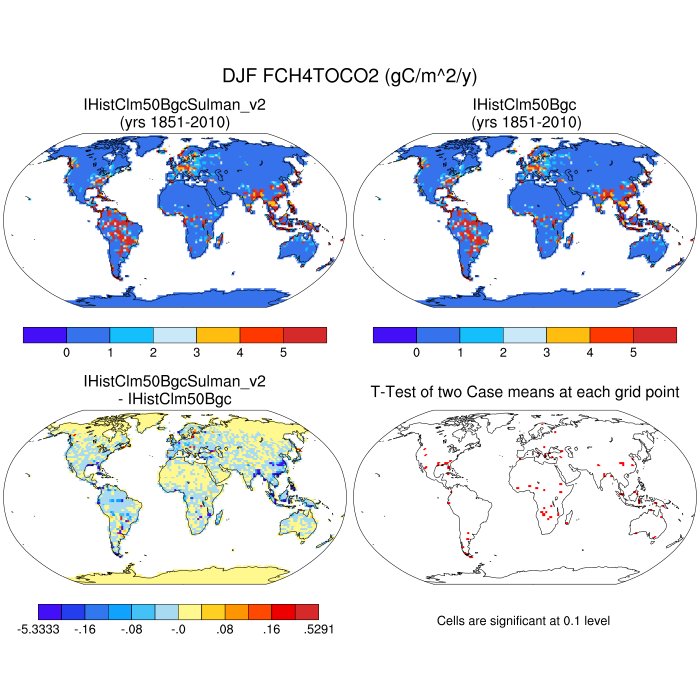 DJF FCH4TOCO2 (gC/m^2/y)
IHistClm50BgcSulman_v2
(yrs 1851-2010)
IHistClm50Bgc
(yrs 1851-2010)
0 1 2 3 4 5
0 1 2 3 4 5
IHistClm50BgcSulman_v2
- IHistClm50Bgc
T-Test of two Case means at each grid point
-5.3333 -.16 -.08 -.0 .08 .16 .5291
Cells are significant at 0.1 level